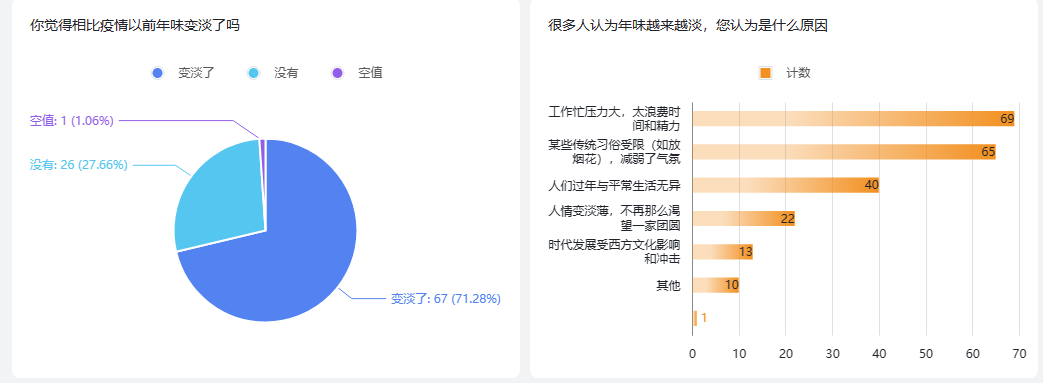 你觉得相比疫情以前年味变淡了吗
变淡了
没有
空值
空值: 1 (1.06%)
没有: 26 (27.66%)
变淡了: 67 (71.28%)
很多人认为年味越来越淡，您认为是什么原因
计数
工作忙压力大，太浪费时
间和精力
69
某些传统习俗受限（如放
烟花），减弱了气氛
65
人们过年与平常生活无异
40
人情变淡薄，不再那么渴
望一家团圆
22
时代发展受西方文化影响
和冲击
13
其他
10
1
0 10 20 30 40 50 60 70